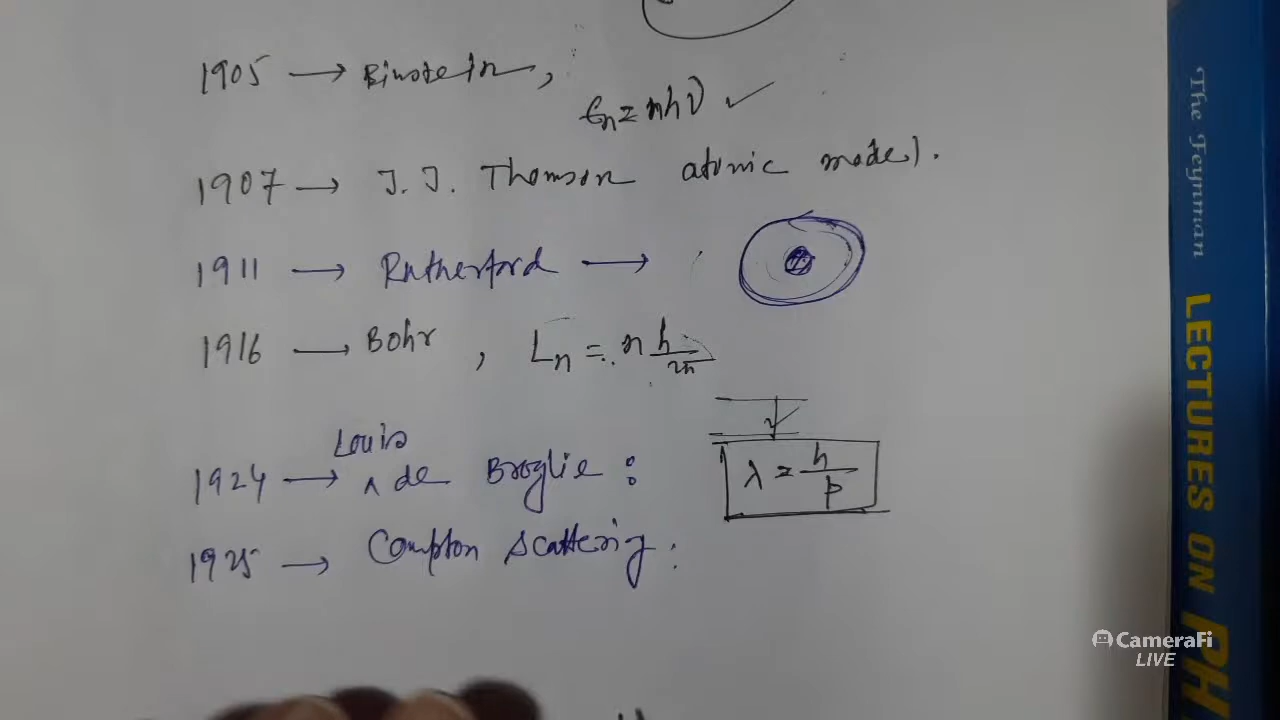 1905 → Einstein,
En = nhν ✓
1907 → J.J. Thomson atomic model.
1911 → Rutherford →
1916 → Bohr, Ln = n h/2π
1924 → Louis ^ de Broglie :
λ = h/p
1925 → Compton Scattering :
The Feynman
LECTURES ON PH
CameraFi
LIVE